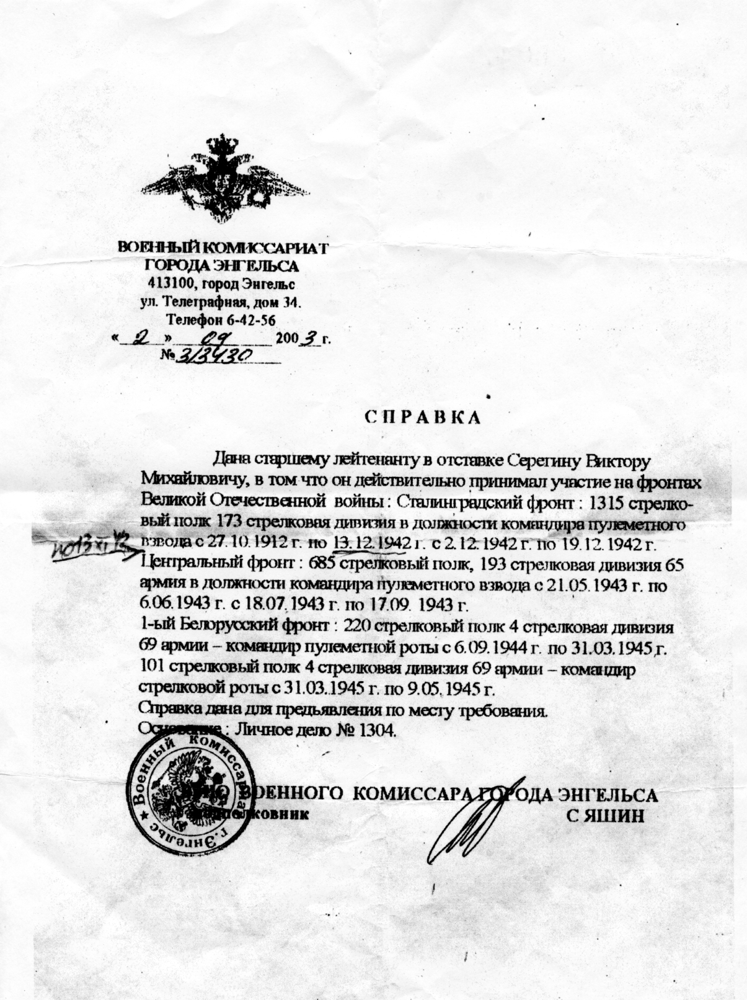 ВОЕННЫЙ КОМИССАРИАТ
ГОРОДА ЭНГЕЛЬСА
413100, город Энгельс
ул. Телеграфная, дом 34.
Телефон 6-42-56
« 2 » 09 2003 г.
№ 3/3430
СПРАВКА
Дана старшему лейтенанту в отставке Серегину Виктору
Михайловичу, в том что он действительно принимал участие на фронтах
Великой Отечественной войны : Сталинградский фронт : 1315 стрелко-
вый полк 173 стрелковая дивизия в должности командира пулеметного
взвода с 27.10.1912 г. по 13.12.1942 г. с 2.12.1942 г. по 19.12.1942 г.
по 13 XI
Центральный фронт : 685 стрелковый полк, 193 стрелковая дивизия 65
армия в должности командира пулеметного взвода с 21.05.1943 г. по
6.06.1943 г. с 18.07.1943 г. по 17.09. 1943 г.
1-ый Белорусский фронт : 220 стрелковый полк 4 стрелковая дивизия
69 армии – командир пулеметной роты с 6.09.1944 г. по 31.03.1945,г.
101 стрелковый полк 4 стрелковая дивизия 69 армии – командир
стрелковой роты с 31.03..1945 г. по 9.05.1945 г.
Справка дана для предьявления по месту требования.
Основание : Личное дело № 1304.
ВОЕННОГО КОМИССАРА ГОРОДА ЭНГЕЛЬСА
подполковник С ЯШИН
Военный комиссариат
г.Энгельс